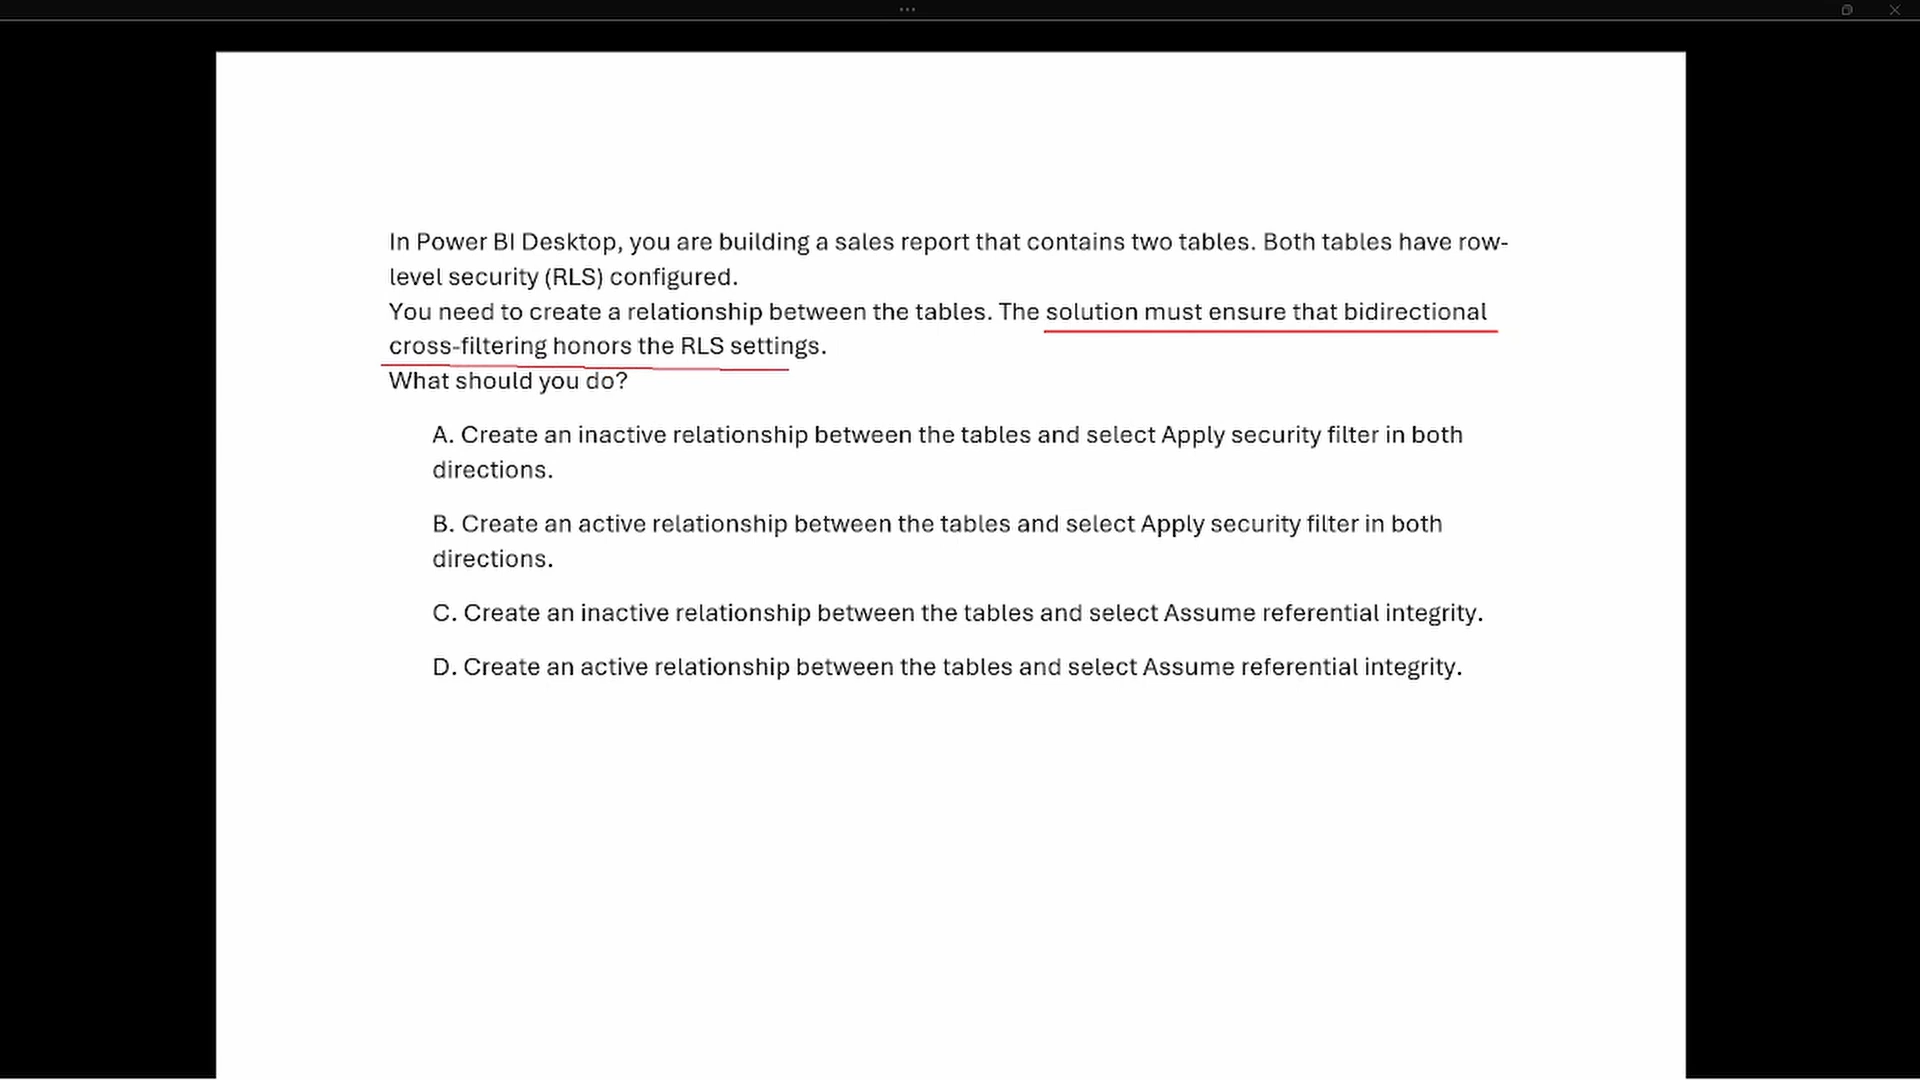 In Power BI Desktop, you are building a sales report that contains two tables. Both tables have row-
level security (RLS) configured.
You need to create a relationship between the tables. The solution must ensure that bidirectional
cross-filtering honors the RLS settings.
What should you do?
A. Create an inactive relationship between the tables and select Apply security filter in both
directions.
B. Create an active relationship between the tables and select Apply security filter in both
directions.
C. Create an inactive relationship between the tables and select Assume referential integrity.
D. Create an active relationship between the tables and select Assume referential integrity.